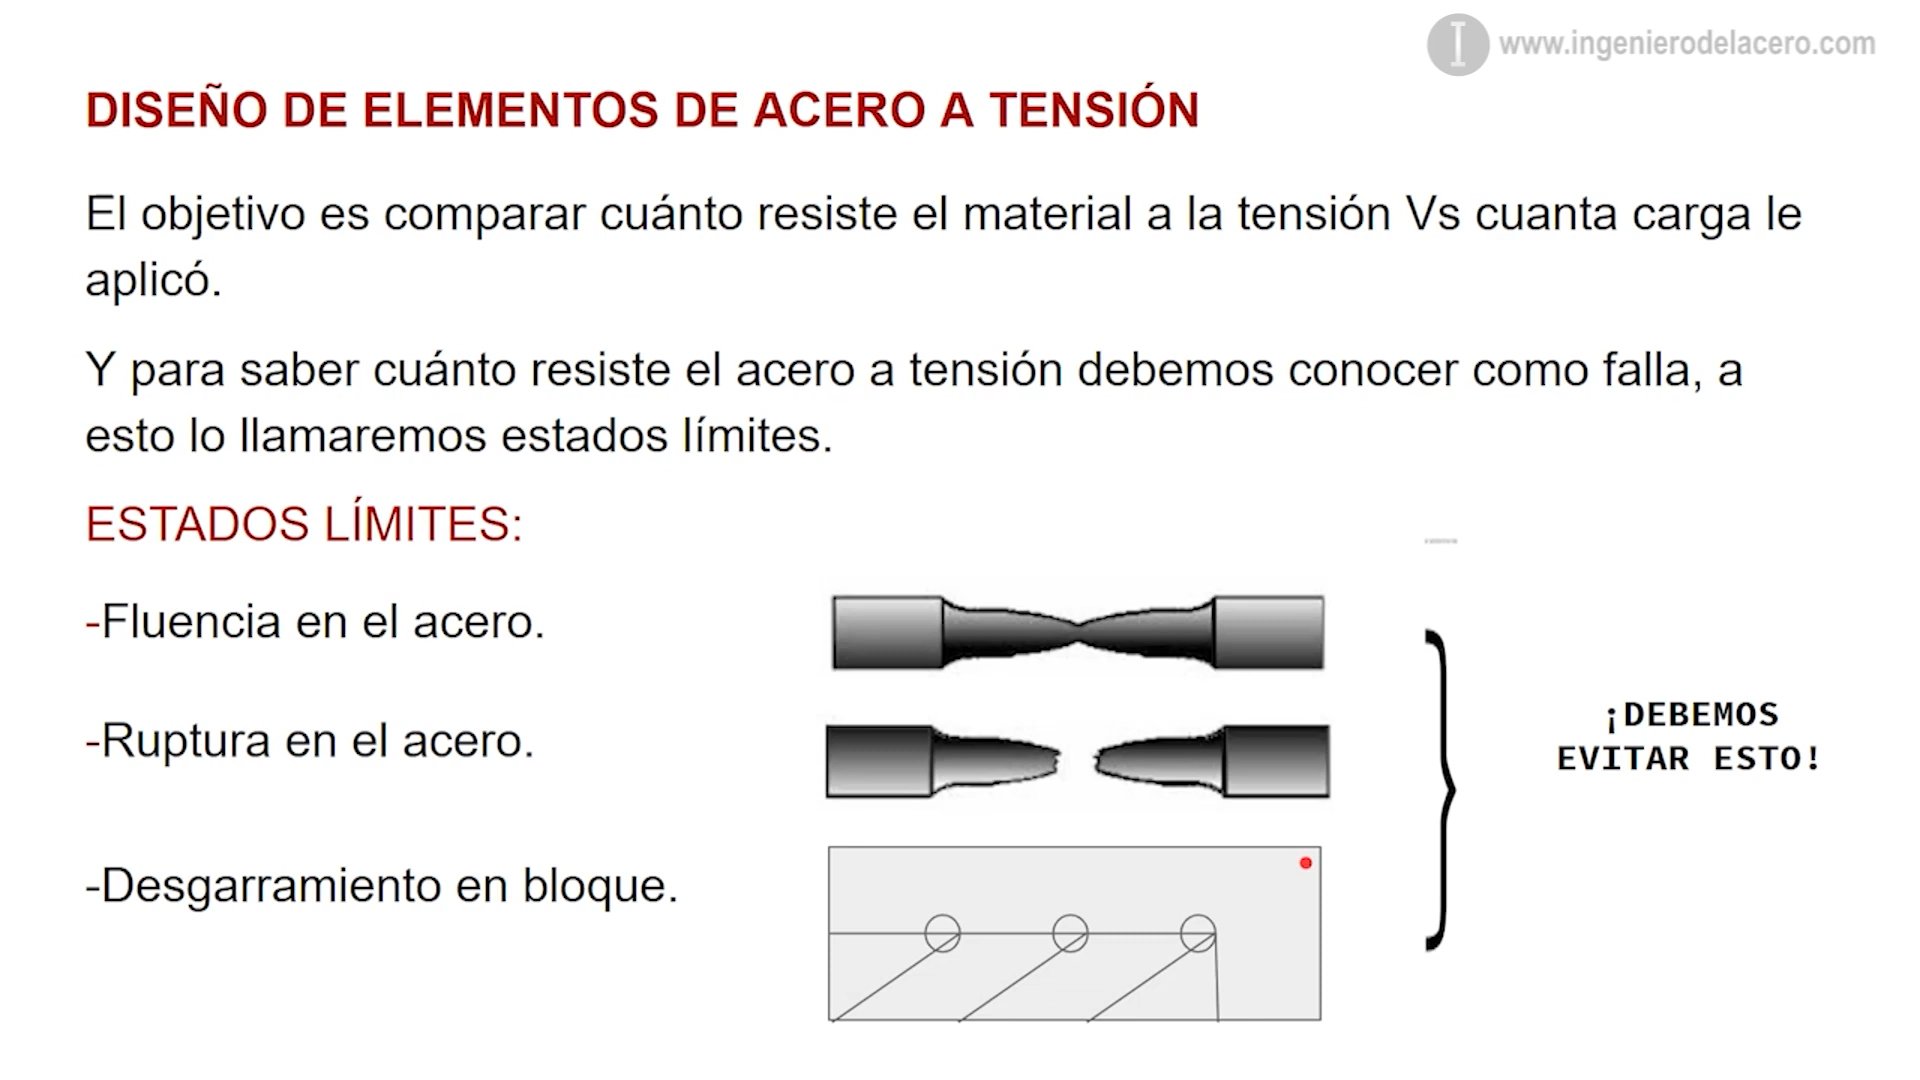 www.ingenierodelacero.com
DISEÑO DE ELEMENTOS DE ACERO A TENSIÓN
El objetivo es comparar cuánto resiste el material a la tensión Vs cuanta carga le
aplicó.
Y para saber cuánto resiste el acero a tensión debemos conocer como falla, a
esto lo llamaremos estados límites.
ESTADOS LÍMITES:
-Fluencia en el acero.
-Ruptura en el acero.
¡DEBEMOS
EVITAR ESTO!
-Desgarramiento en bloque.